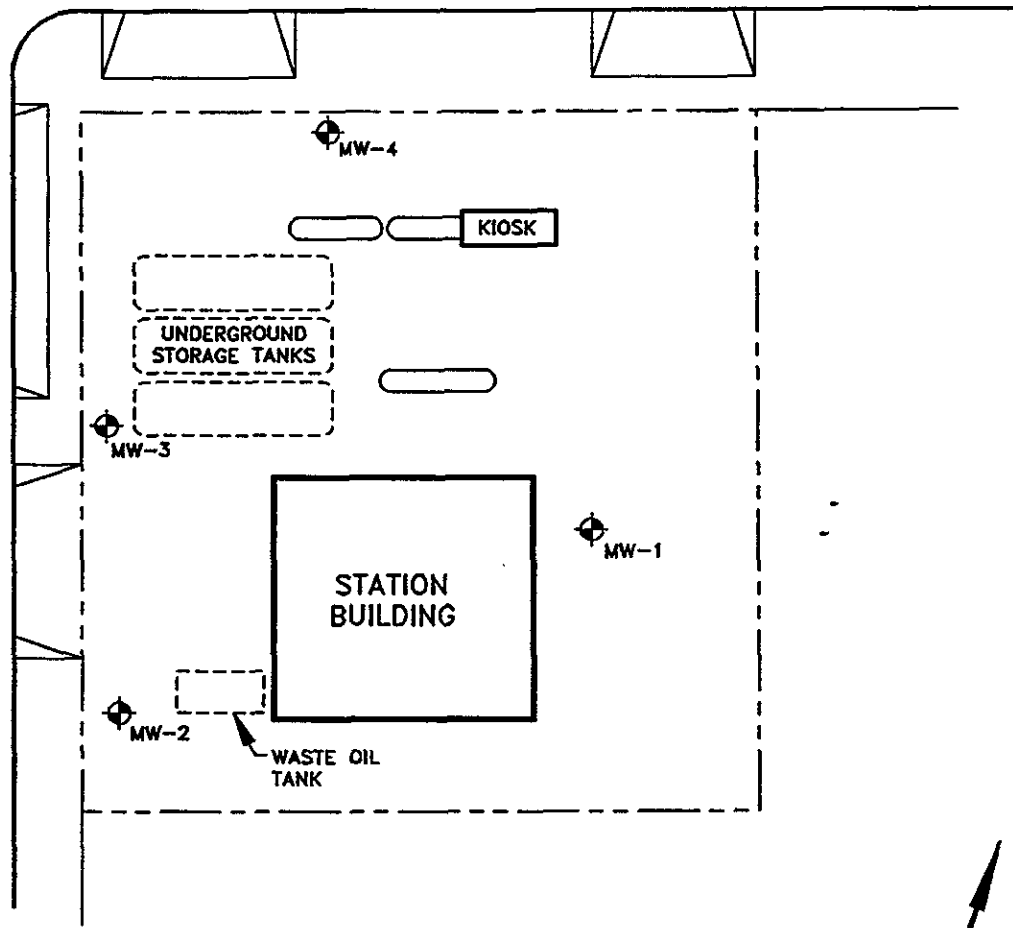 MW-4
KIOSK
UNDERGROUND
STORAGE TANKS
MW-3
MW-1
STATION
BUILDING
MW-2
WASTE OIL
TANK